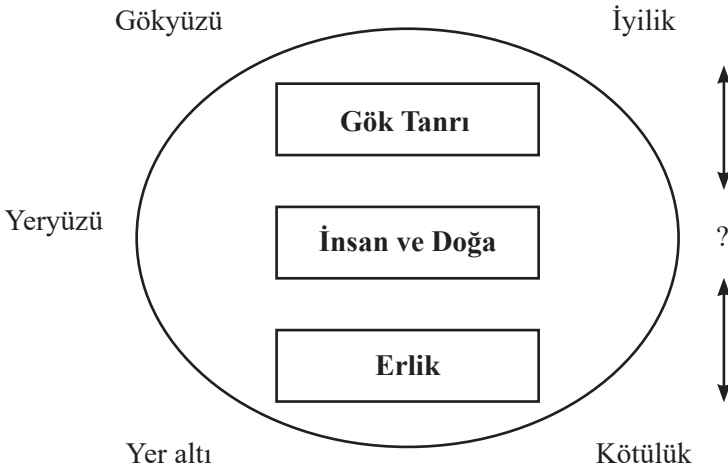 Gökyüzü İyilik
Gök Tanrı
Yeryüzü İnsan ve Doğa ?
Erlik
Yer altı Kötülük